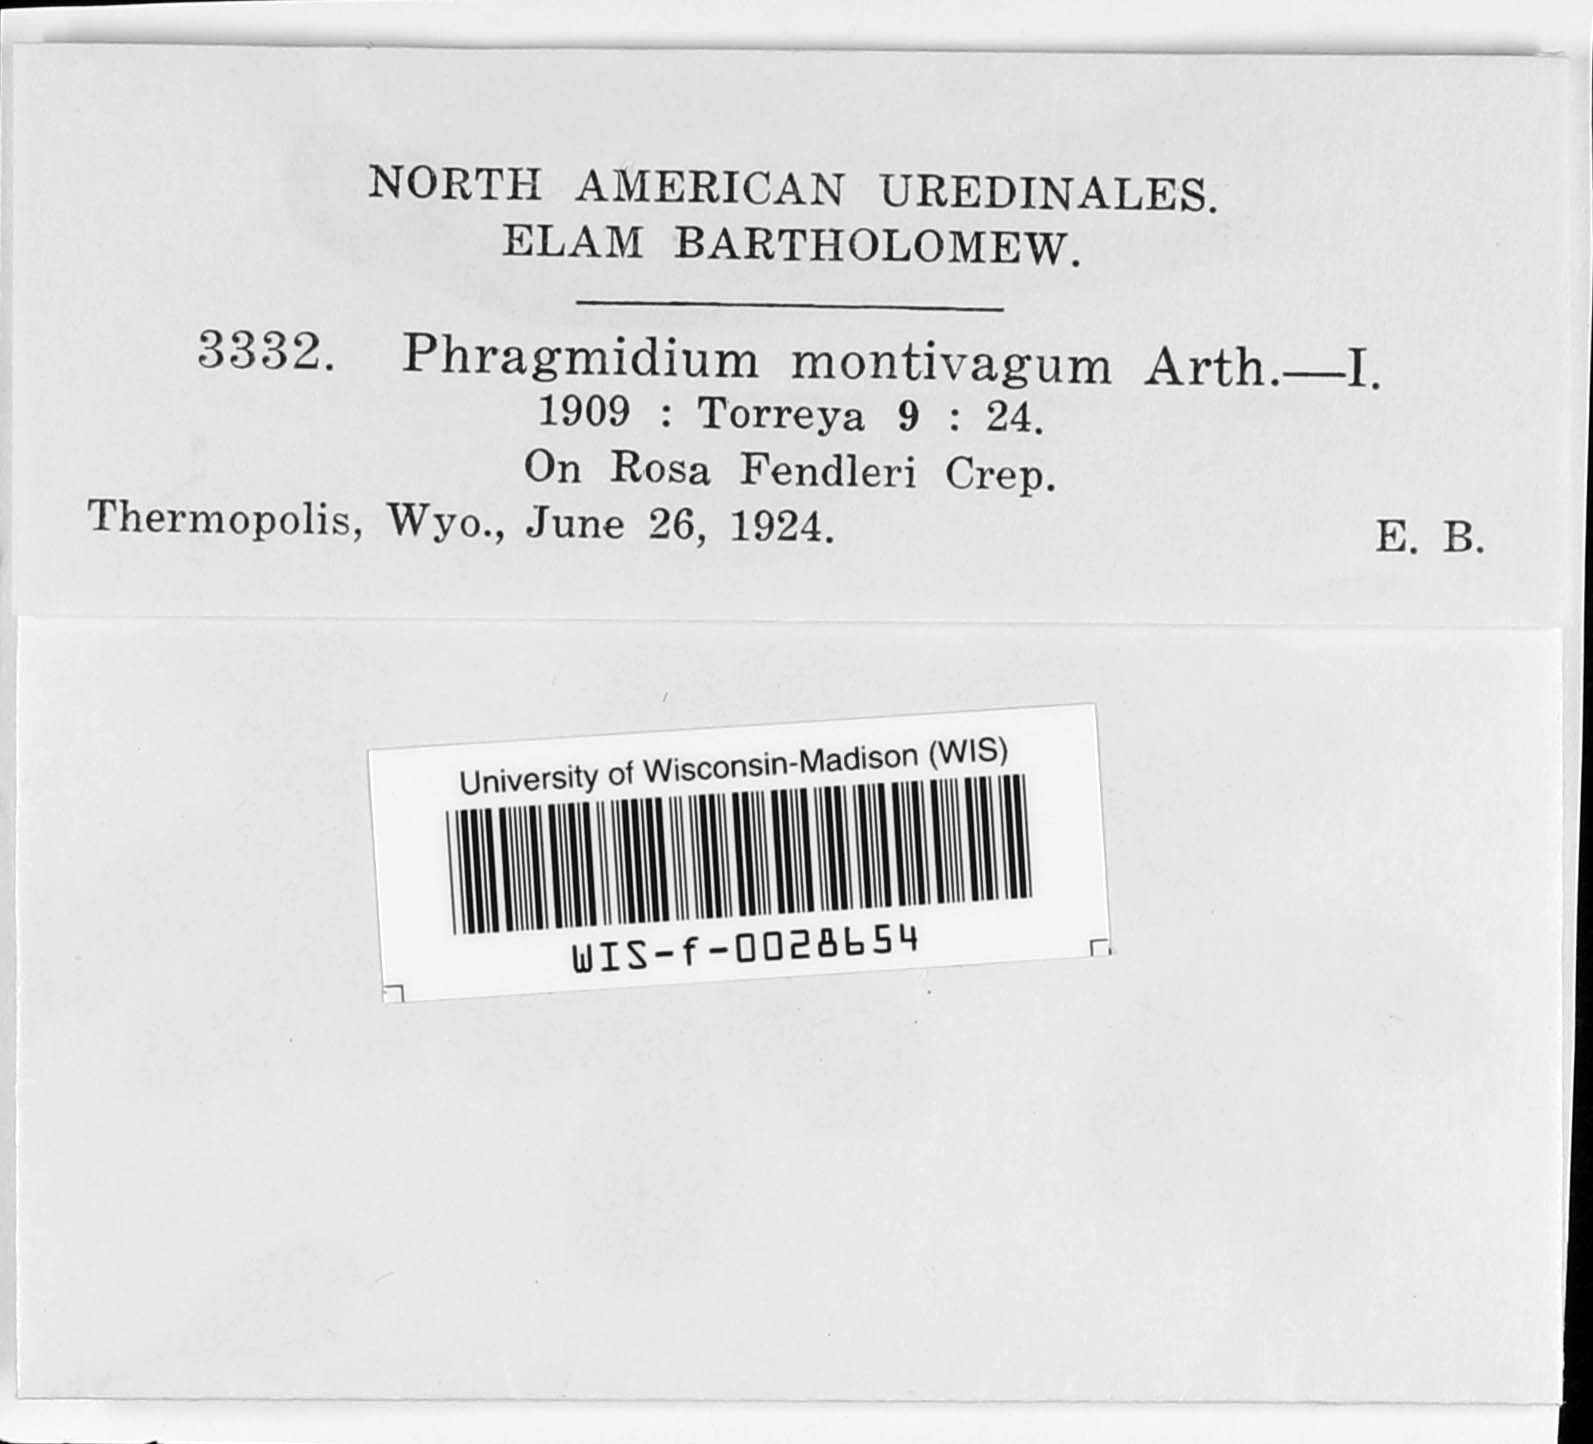 NORTH AMERICAN UREDINALES.
ELAM BARTHOLOMEW.
3332. Phragmidium montivagum Arth.—I.
1909 : Torreya 9 : 24.
On Rosa Fendleri Crep.
Thermopolis, Wyo., June 26, 1924. E. B.
University of Wisconsin-Madison (WIS)
WIS-f-0028654